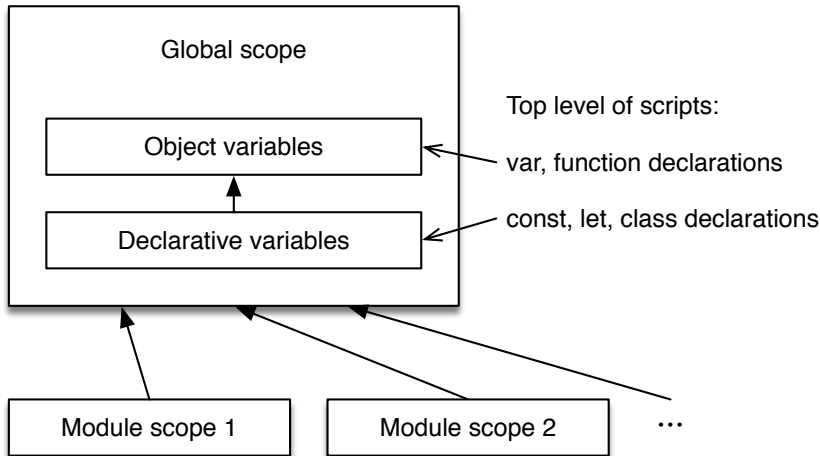 Global scope
Top level of scripts:
Object variables
var, function declarations
Declarative variables
const, let, class declarations
Module scope 1
Module scope 2
...